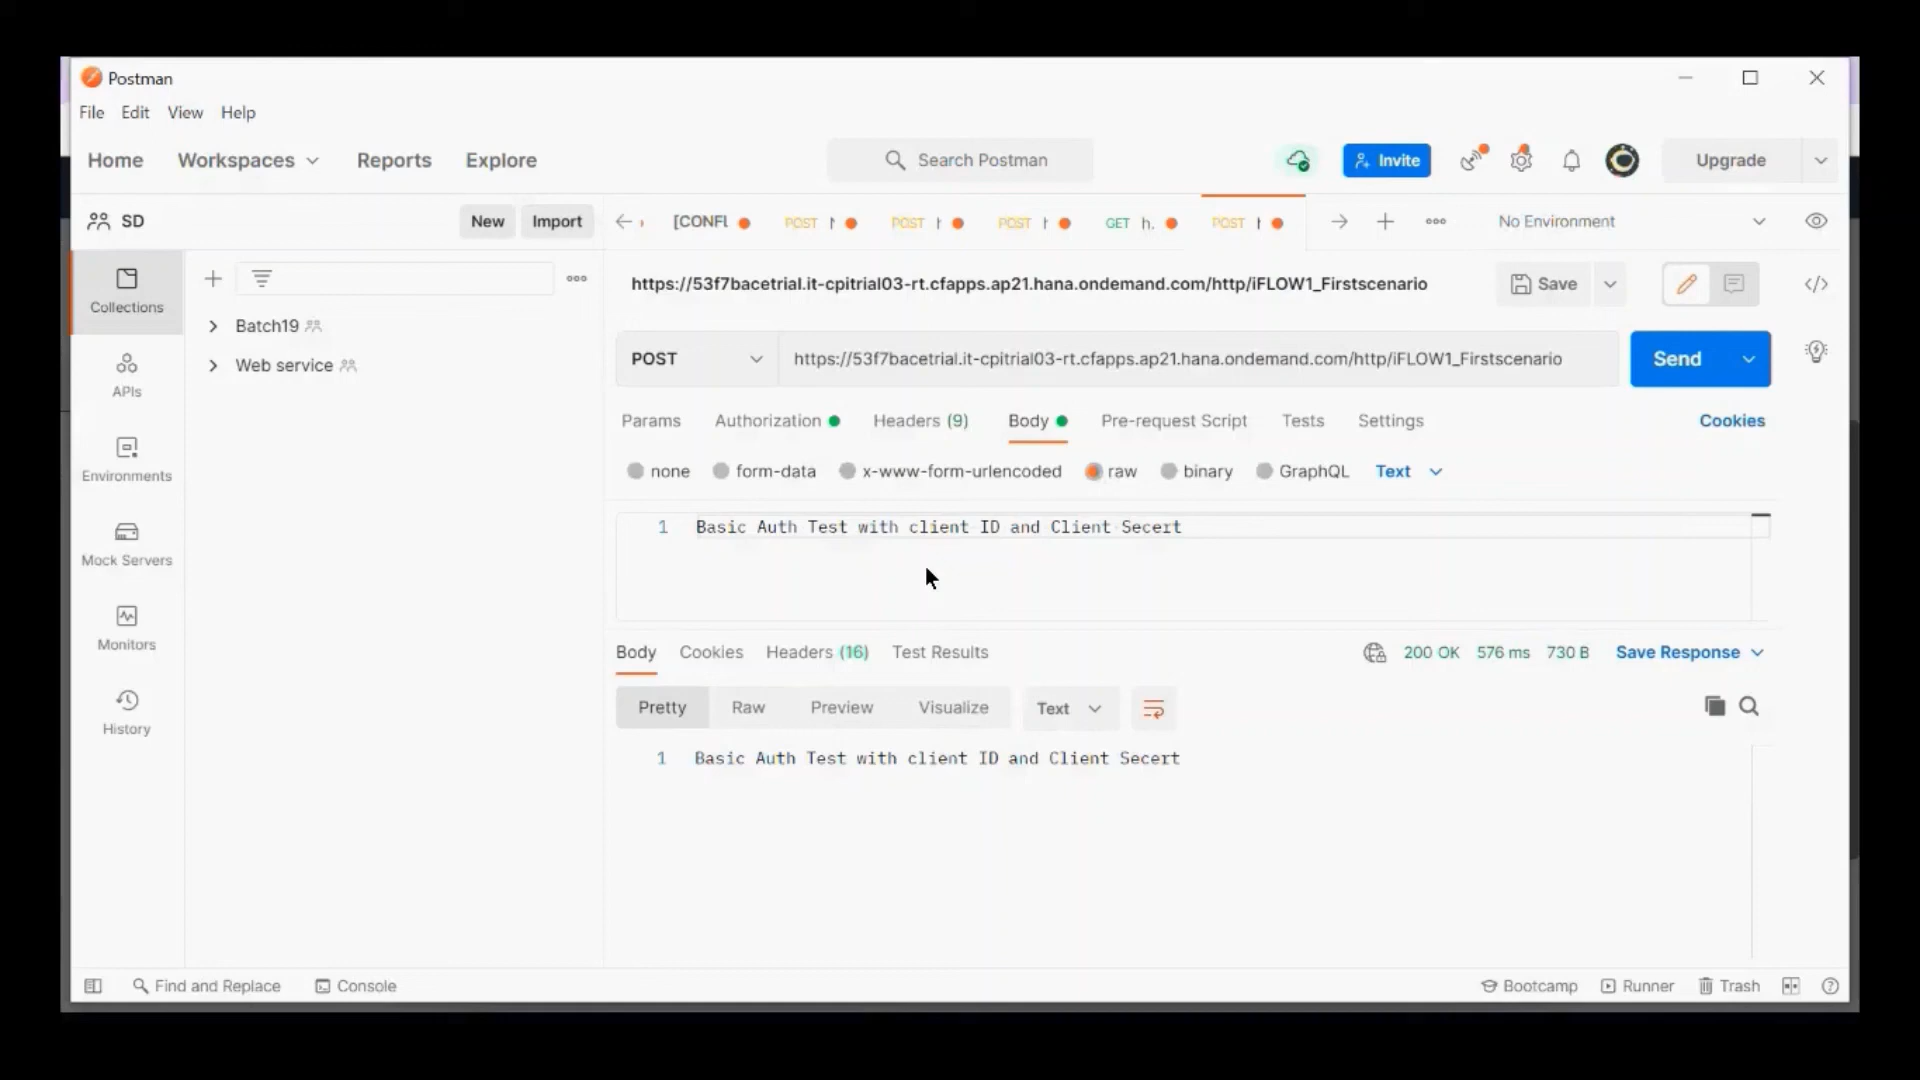 Postman
File Edit View Help
Home Workspaces Reports Explore Search Postman Invite Upgrade
SD New Import [CONFL POST POST POST GET h. POST No Environment
https://53f7bacetrial.it-cpitrial03-rt.cfapps.ap21.hana.ondemand.com/http/iFLOW1_Firstscenario Save
Collections
Batch19
Web service
POST https://53f7bacetrial.it-cpitrial03-rt.cfapps.ap21.hana.ondemand.com/http/iFLOW1_Firstscenario Send
APIs
Params Authorization Headers (9) Body Pre-request Script Tests Settings Cookies
Environments
none form-data x-www-form-urlencoded raw binary GraphQL Text
1 Basic Auth Test with client ID and Client Secert
Mock Servers
Monitors
Body Cookies Headers (16) Test Results 200 OK 576 ms 730 B Save Response
History
Pretty Raw Preview Visualize Text
1 Basic Auth Test with client ID and Client Secert
Find and Replace Console Bootcamp Runner Trash